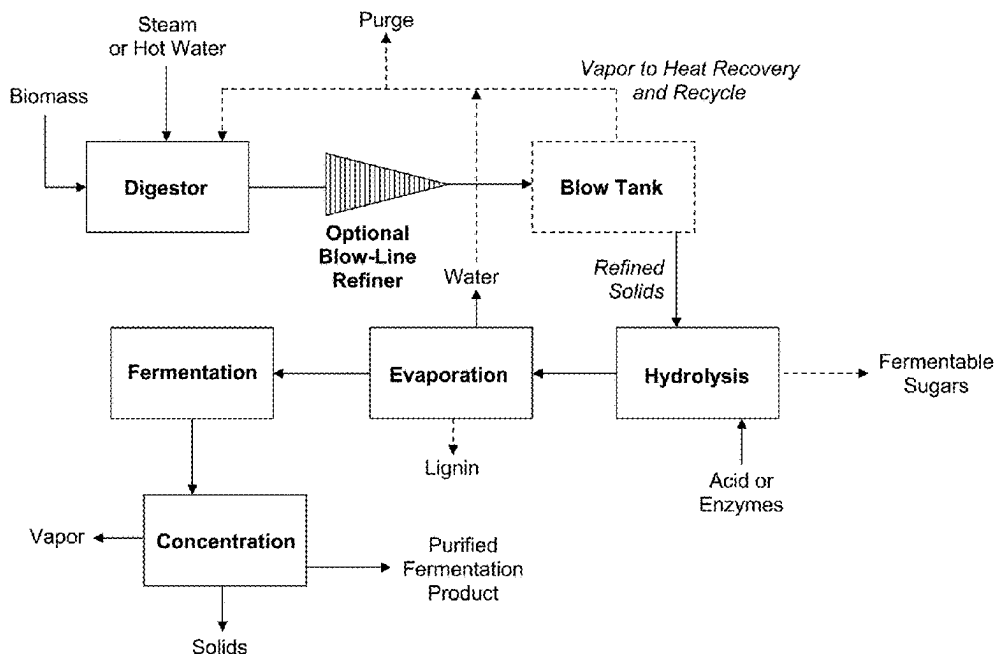 Steam
or Hot Water
Purge
Vapor to Heat Recovery
and Recycle
Biomass
Digestor
Optional
Blow-Line
Refiner
Blow Tank
Water
Refined
Solids
Fermentation
Evaporation
Hydrolysis
Fermentable
Sugars
Lignin
Acid or
Enzymes
Vapor
Concentration
Purified
Fermentation
Product
Solids